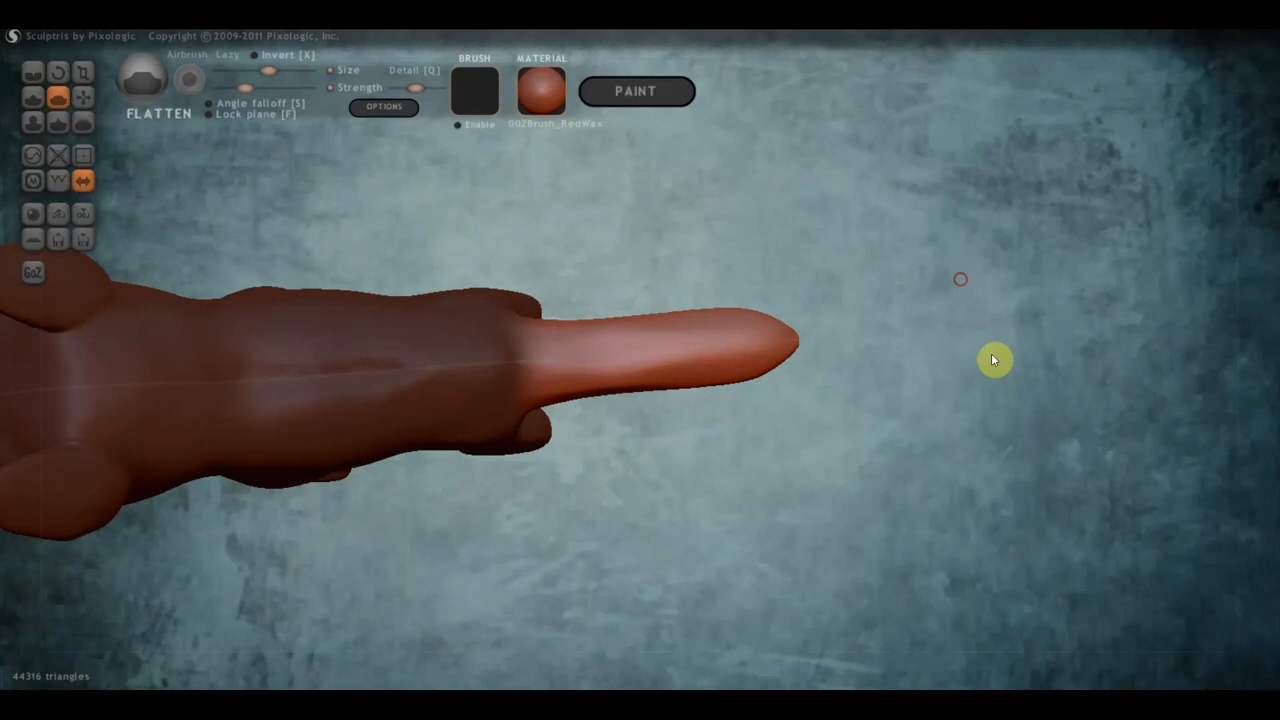 Sculptris by Pixologic Copyright ©2009-2011 Pixologic, Inc.
Airbrush Lazy Invert [X]
Size Detail [Q]
Strength
Angle falloff [S]
Lock plane [F]
FLATTEN
OPTIONS
BRUSH
Enable
MATERIAL
00ZBrush_RedWax
PAINT
GoZ
44316 triangles